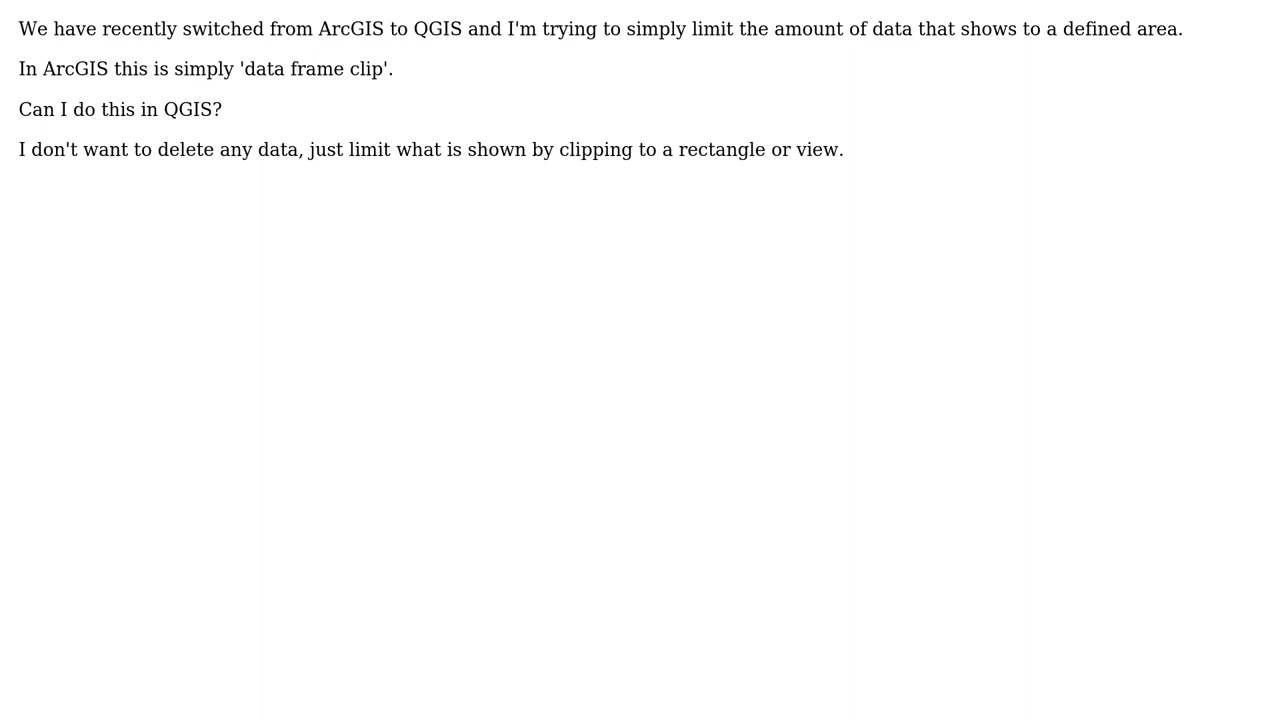 We have recently switched from ArcGIS to QGIS and I'm trying to simply limit the amount of data that shows to a defined area.
In ArcGIS this is simply 'data frame clip'.
Can I do this in QGIS?
I don't want to delete any data, just limit what is shown by clipping to a rectangle or view.